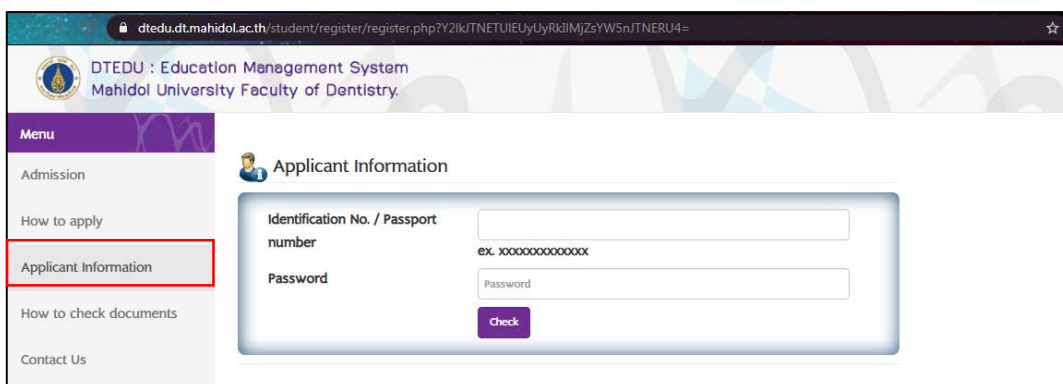 dtedu.dt.mahidol.ac.th/student/register/register.php?Y2lkJTNETUlEUyUyRklIMjZsYW5nJTNERU4=
DTEDU : Education Management System
Mahidol University Faculty of Dentistry.
Menu
Admission
How to apply
Applicant Information
How to check documents
Contact Us
Applicant Information
Identification No. / Passport
number
ex. xxxxxxxxxxxxx
Password
Password
Check